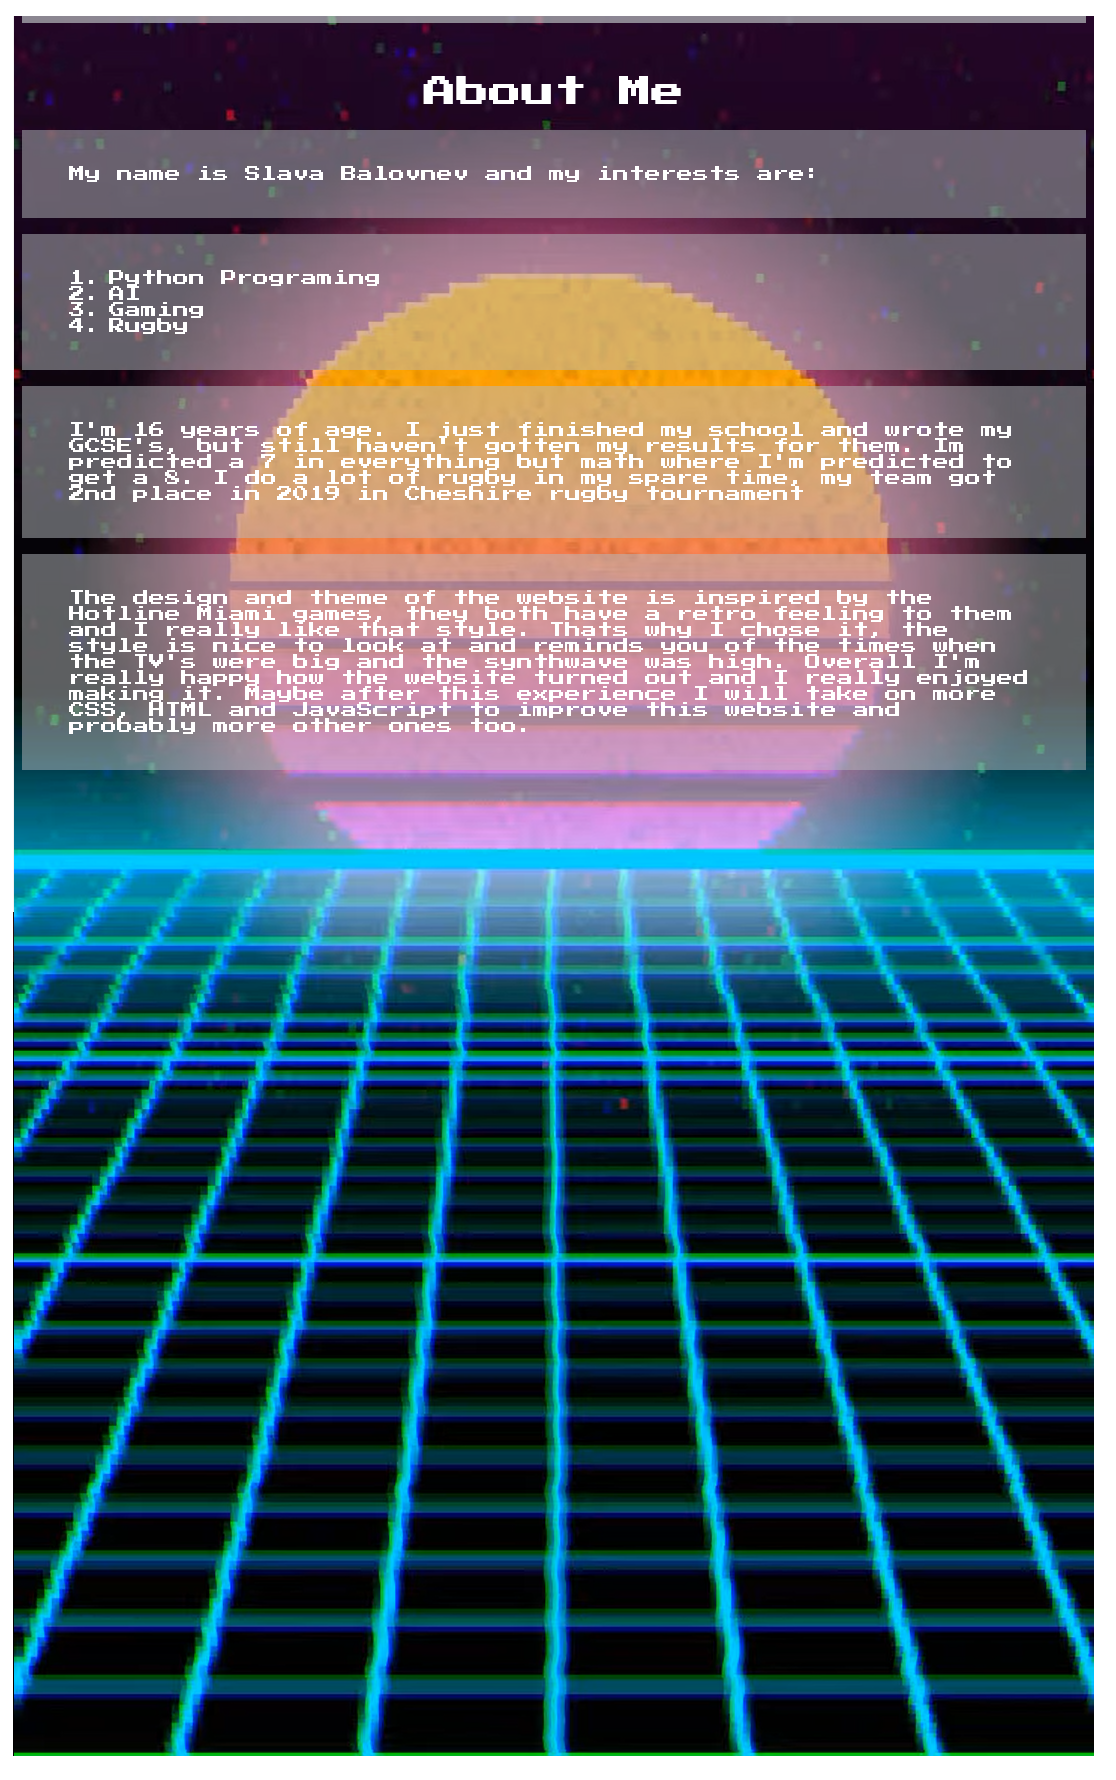 About Me
My name is Slava Balovnev and my interests are:
1. Python Programing
2. AI
3. Gaming
4. Rugby
I'm 16 years of age. I just finished my school and wrote my
GCSE's, but still haven't gotten my results for them. Im
predicted a 7 in everything but math where I'm predicted to
get a 8. I do a lot of rugby in my spare time, my team got
2nd place in 2019 in Cheshire rugby tournament
The design and theme of the website is inspired by the
Hotline Miami games, they both have a retro feeling to them
and I really like that style. Thats why I chose it, the
style is nice to look at and reminds you of the times when
the TV's were big and the synthwave was high. Overall I'm
really happy how the website turned out and I really enjoyed
making it. Maybe after this experience I will take on more
CSS, HTML and JavaScript to improve this website and
probably more other ones too.